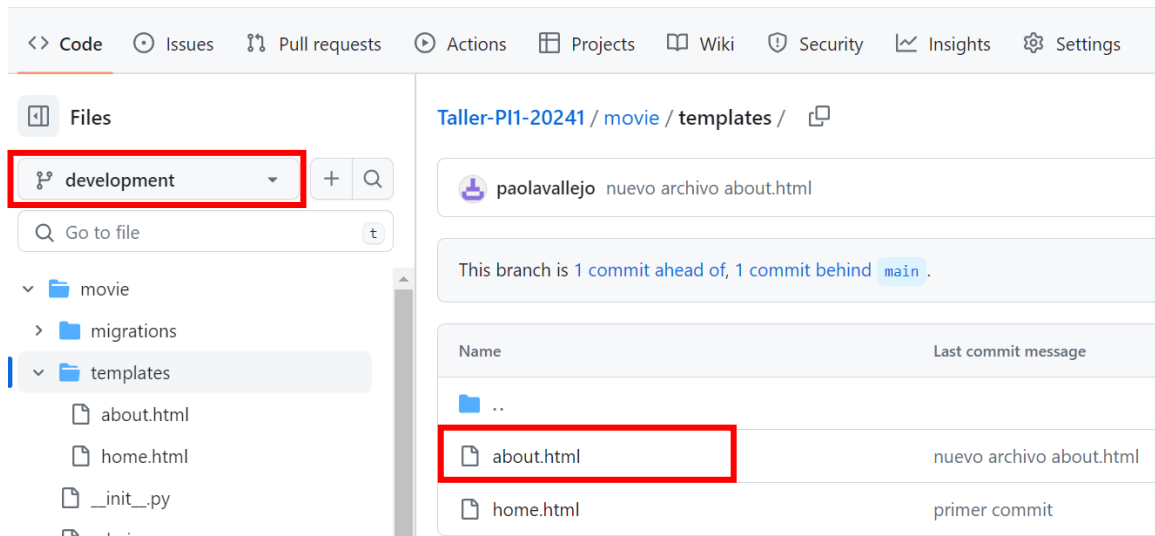 Code Issues Pull requests Actions Projects Wiki Security Insights Settings
Files
development
Go to file t
movie
migrations
templates
about.html
home.html
__init__.py
Taller-PI1-20241 / movie / templates /
paolavallejo nuevo archivo about.html
This branch is 1 commit ahead of, 1 commit behind main .
Name Last commit message
..
about.html nuevo archivo about.html
home.html primer commit